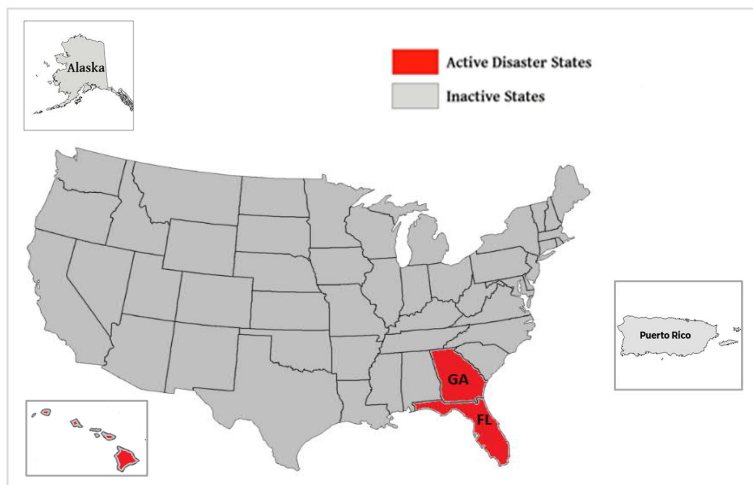 Alaska
Active Disaster States
Inactive States
Puerto Rico
GA
FL